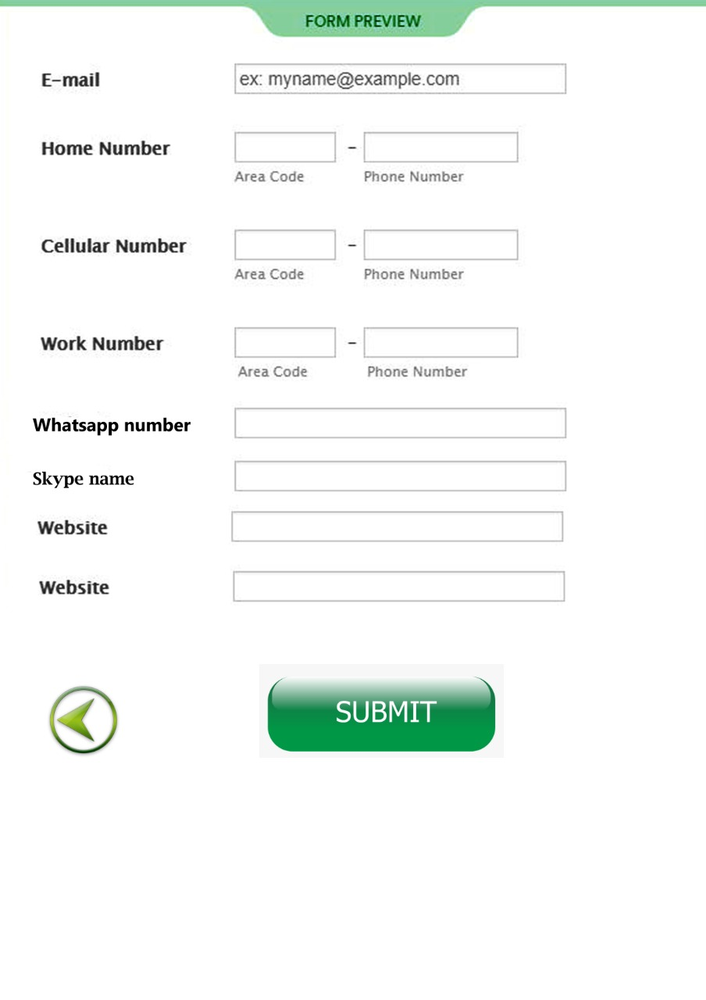 FORM PREVIEW
E-mail ex: myname@example.com
Home Number -
Area Code Phone Number
Cellular Number -
Area Code Phone Number
Work Number -
Area Code Phone Number
Whatsapp number
Skype name
Website
Website
SUBMIT